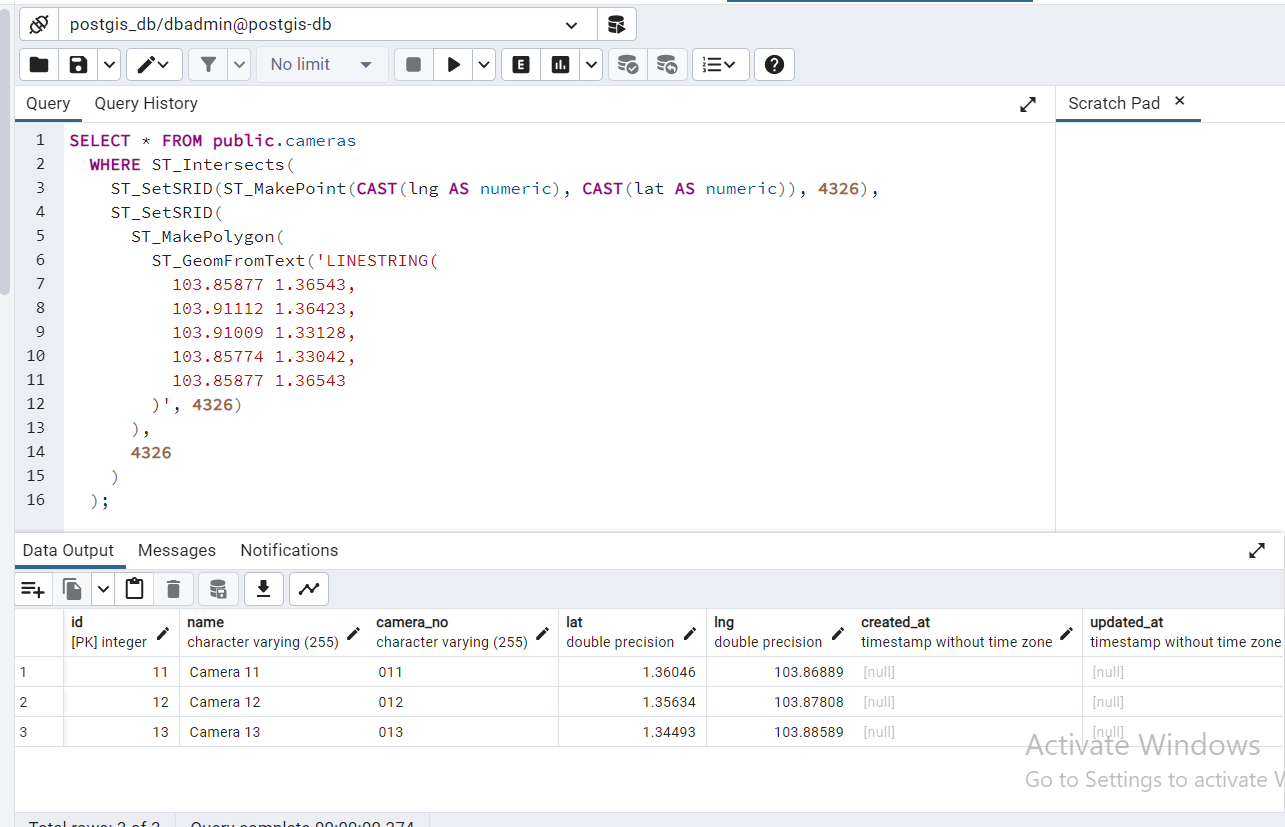 postgis_db/dbadmin@postgis-db
No limit
E
Query Query History
Scratch Pad
1 SELECT * FROM public.cameras
2 WHERE ST_Intersects(
3 ST_SetSRID(ST_MakePoint(CAST(lng AS numeric), CAST(lat AS numeric)), 4326),
4 ST_SetSRID(
5 ST_MakePolygon(
6 ST_GeomFromText('LINESTRING(
7 103.85877 1.36543,
8 103.91112 1.36423,
9 103.91009 1.33128,
10 103.85774 1.33042,
11 103.85877 1.36543
12 )', 4326)
13 ),
14 4326
15 )
16 );
Data Output Messages Notifications
id name camera_no lat lng created_at updated_at
[PK] integer character varying (255) character varying (255) double precision double precision timestamp without time zone timestamp without time zone
1 11 Camera 11 011 1.36046 103.86889 [null] [null]
2 12 Camera 12 012 1.35634 103.87808 [null] [null]
3 13 Camera 13 013 1.34493 103.88589 [null] [null]
Activate Windows
Go to Settings to activate
Total rows: 3 of 3 Query complete 00:00:00.274